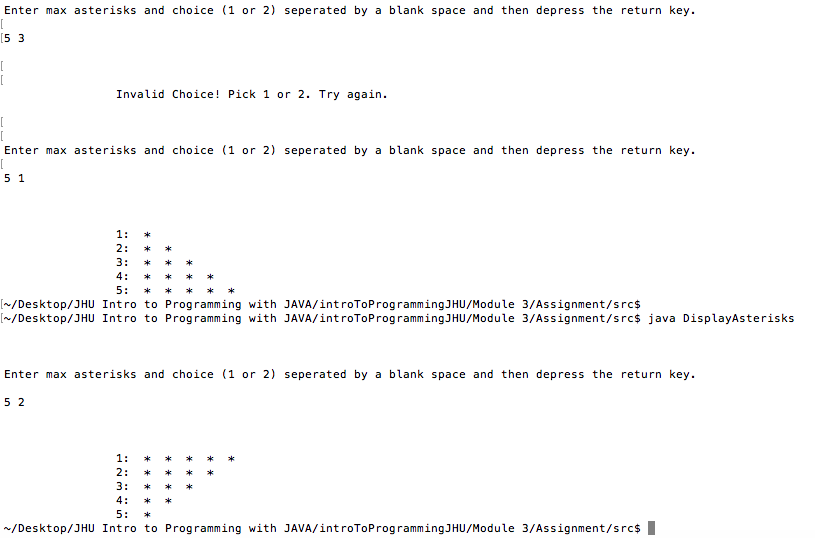 Enter max asterisks and choice (1 or 2) seperated by a blank space and then depress the return key.
[
[5 3
[
[
Invalid Choice! Pick 1 or 2. Try again.
[
[
Enter max asterisks and choice (1 or 2) seperated by a blank space and then depress the return key.
[
5 1
1:  *
2:  *  *
3:  *  *  *
4:  *  *  *  *
5:  *  *  *  *  *
[~/Desktop/JHU Intro to Programming with JAVA/introToProgrammingJHU/Module 3/Assignment/src$
[~/Desktop/JHU Intro to Programming with JAVA/introToProgrammingJHU/Module 3/Assignment/src$ java DisplayAsterisks
Enter max asterisks and choice (1 or 2) seperated by a blank space and then depress the return key.
5 2
1:  *  *  *  *  *
2:  *  *  *  *
3:  *  *  *
4:  *  *
5:  *
~/Desktop/JHU Intro to Programming with JAVA/introToProgrammingJHU/Module 3/Assignment/src$